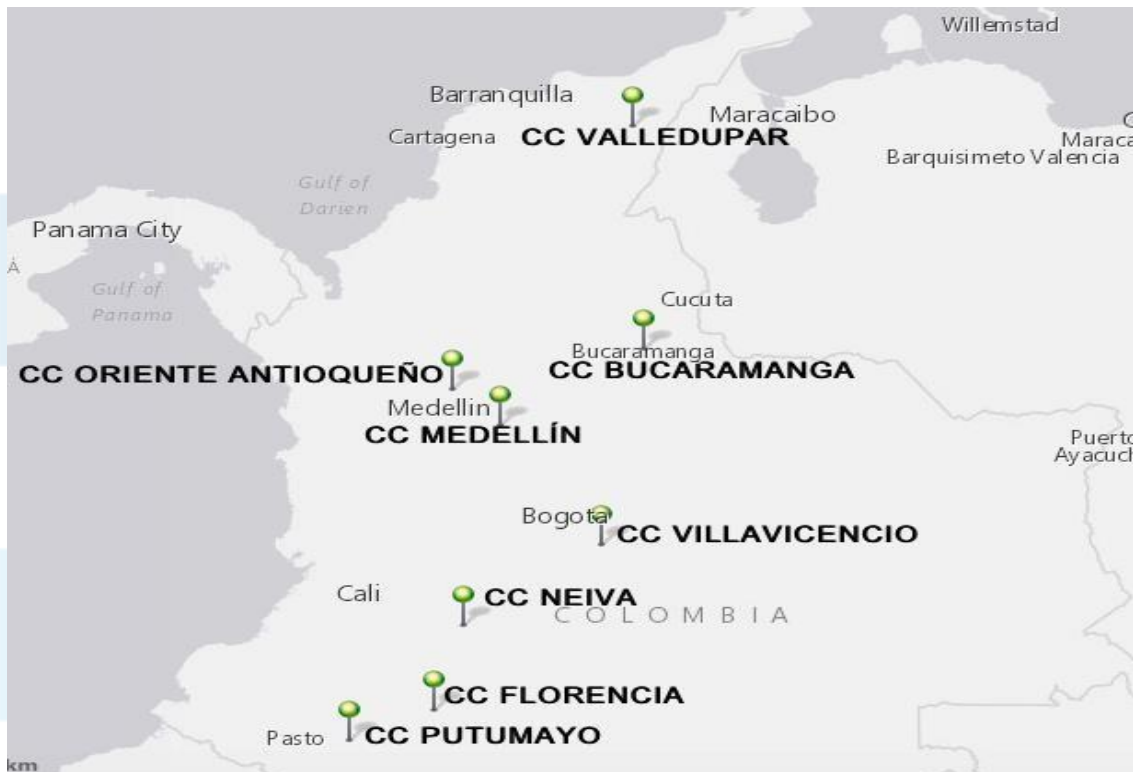 Willemstad
Barranquilla
Maracaibo
Cartagena
CC VALLEDUPAR
Barquisimeto Valencia
Gulf of
Darien
Panama City
Gulf of
Panama
Cucuta
Bucaramanga
CC BUCARAMANGA
CC ORIENTE ANTIOQUEÑO
Medellin
CC MEDELLÍN
Puerto
Bogota
CC VILLAVICENCIO
Cali
CC NEIVA
COLOMBIA
CC FLORENCIA
Pasto
CC PUTUMAYO
km